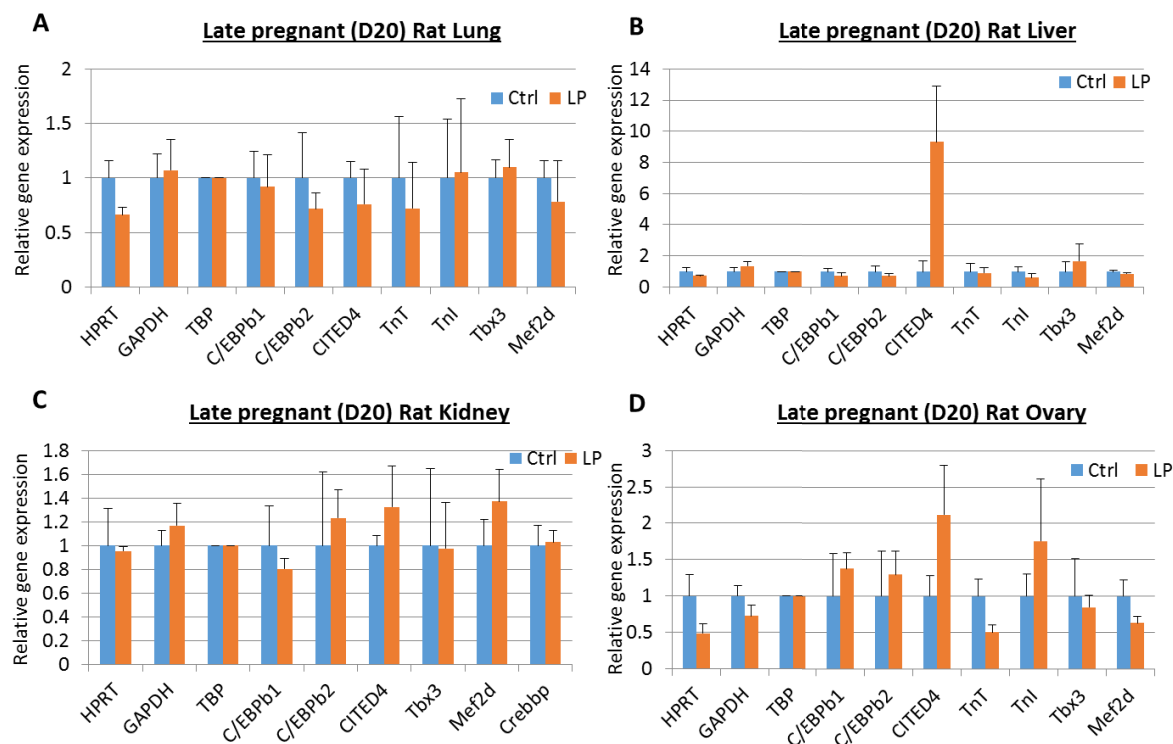 A
Late pregnant (D20) Rat Lung
Relative gene expression
2
1.5
1
0.5
0
Ctrl LP
HPRT
GAPDH
TBP
C/EBPb1
C/EBPb2
CITED4
TnT
TnI
Tbx3
Mef2d
B
Late pregnant (D20) Rat Liver
Relative gene expression
14
12
10
8
6
4
2
0
Ctrl LP
HPRT
GAPDH
TBP
C/EBPb1
C/EBPb2
CITED4
TnT
TnI
Tbx3
Mef2d
C
Late pregnant (D20) Rat Kidney
Relative gene expression
1.8
1.6
1.4
1.2
1
0.8
0.6
0.4
0.2
0
Ctrl LP
HPRT
GAPDH
TBP
C/EBPb1
C/EBPb2
CITED4
Tbx3
Mef2d
Crebbp
D
Late pregnant (D20) Rat Ovary
Relative gene expression
3
2.5
2
1.5
1
0.5
0
Ctrl LP
HPRT
GAPDH
TBP
C/EBPb1
C/EBPb2
CITED4
TnT
TnI
Tbx3
Mef2d